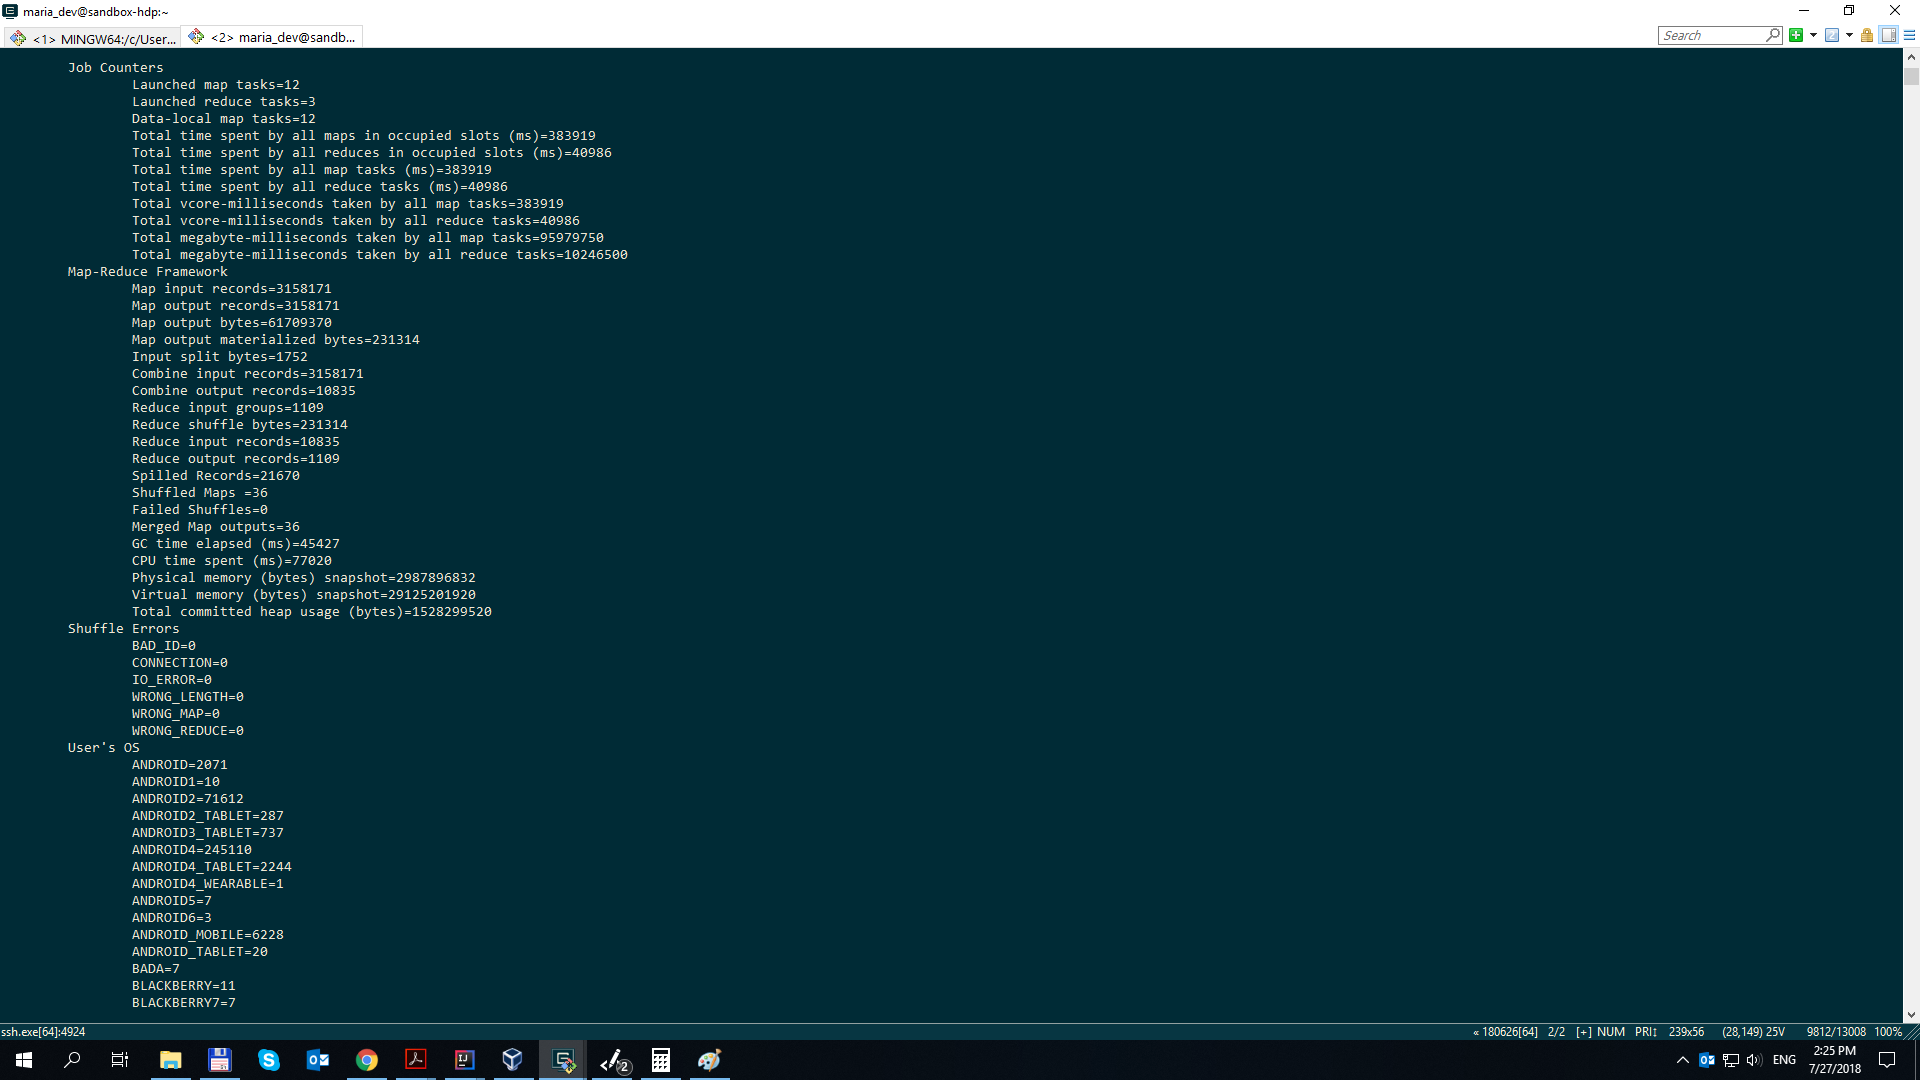 maria_dev@sandbox-hdp:~
<1> MINGW64:/c/User...
<2> maria_dev@sandb...
Search
Job Counters
Launched map tasks=12
Launched reduce tasks=3
Data-local map tasks=12
Total time spent by all maps in occupied slots (ms)=383919
Total time spent by all reduces in occupied slots (ms)=40986
Total time spent by all map tasks (ms)=383919
Total time spent by all reduce tasks (ms)=40986
Total vcore-milliseconds taken by all map tasks=383919
Total vcore-milliseconds taken by all reduce tasks=40986
Total megabyte-milliseconds taken by all map tasks=95979750
Total megabyte-milliseconds taken by all reduce tasks=10246500
Map-Reduce Framework
Map input records=3158171
Map output records=3158171
Map output bytes=61709370
Map output materialized bytes=231314
Input split bytes=1752
Combine input records=3158171
Combine output records=10835
Reduce input groups=1109
Reduce shuffle bytes=231314
Reduce input records=10835
Reduce output records=1109
Spilled Records=21670
Shuffled Maps =36
Failed Shuffles=0
Merged Map outputs=36
GC time elapsed (ms)=45427
CPU time spent (ms)=77020
Physical memory (bytes) snapshot=2987896832
Virtual memory (bytes) snapshot=29125201920
Total committed heap usage (bytes)=1528299520
Shuffle Errors
BAD_ID=0
CONNECTION=0
IO_ERROR=0
WRONG_LENGTH=0
WRONG_MAP=0
WRONG_REDUCE=0
User's OS
ANDROID=2071
ANDROID1=10
ANDROID2=71612
ANDROID2_TABLET=287
ANDROID3_TABLET=737
ANDROID4=245110
ANDROID4_TABLET=2244
ANDROID4_WEARABLE=1
ANDROID5=7
ANDROID6=3
ANDROID_MOBILE=6228
ANDROID_TABLET=20
BADA=7
BLACKBERRY=11
BLACKBERRY7=7
ssh.exe[64]:4924
« 180626[64] 2/2 [+] NUM PRI↕ 239x56 (28,149) 25V 9812/13008 100%
2
ENG
2:25 PM
7/27/2018